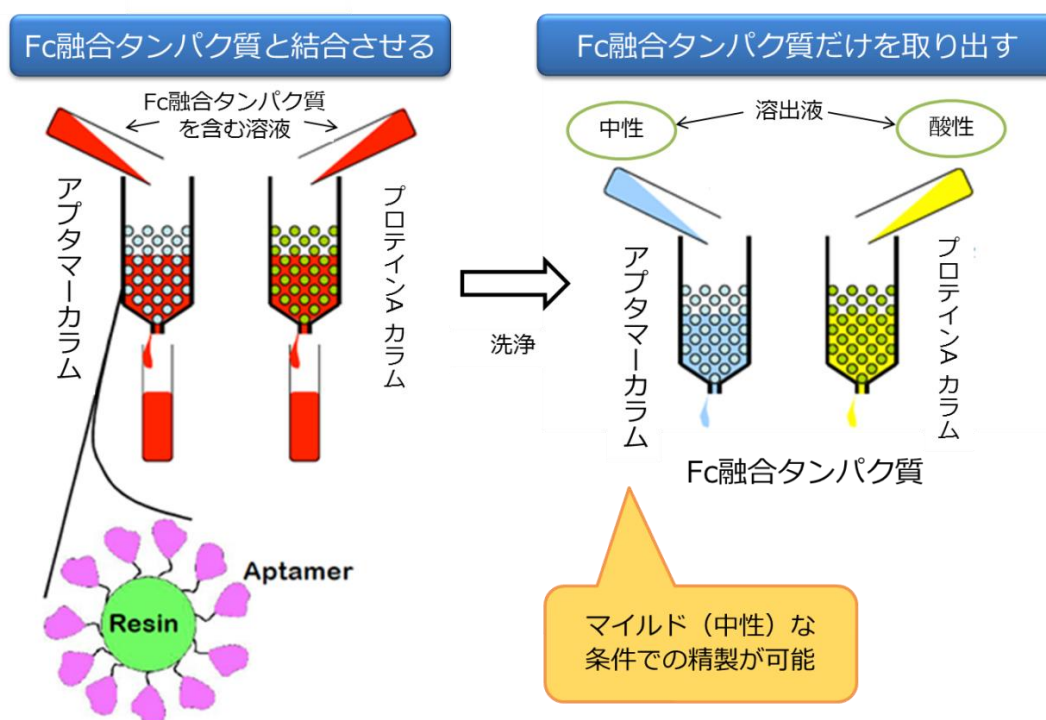 Fc融合タンパク質と結合させる
Fc融合タンパク質
を含む溶液
アプタマーカラム
プロテインA カラム
Resin
Aptamer
洗浄
Fc融合タンパク質だけを取り出す
中性
溶出液
酸性
アプタマーカラム
プロテインA カラム
Fc融合タンパク質
マイルド（中性）な
条件での精製が可能